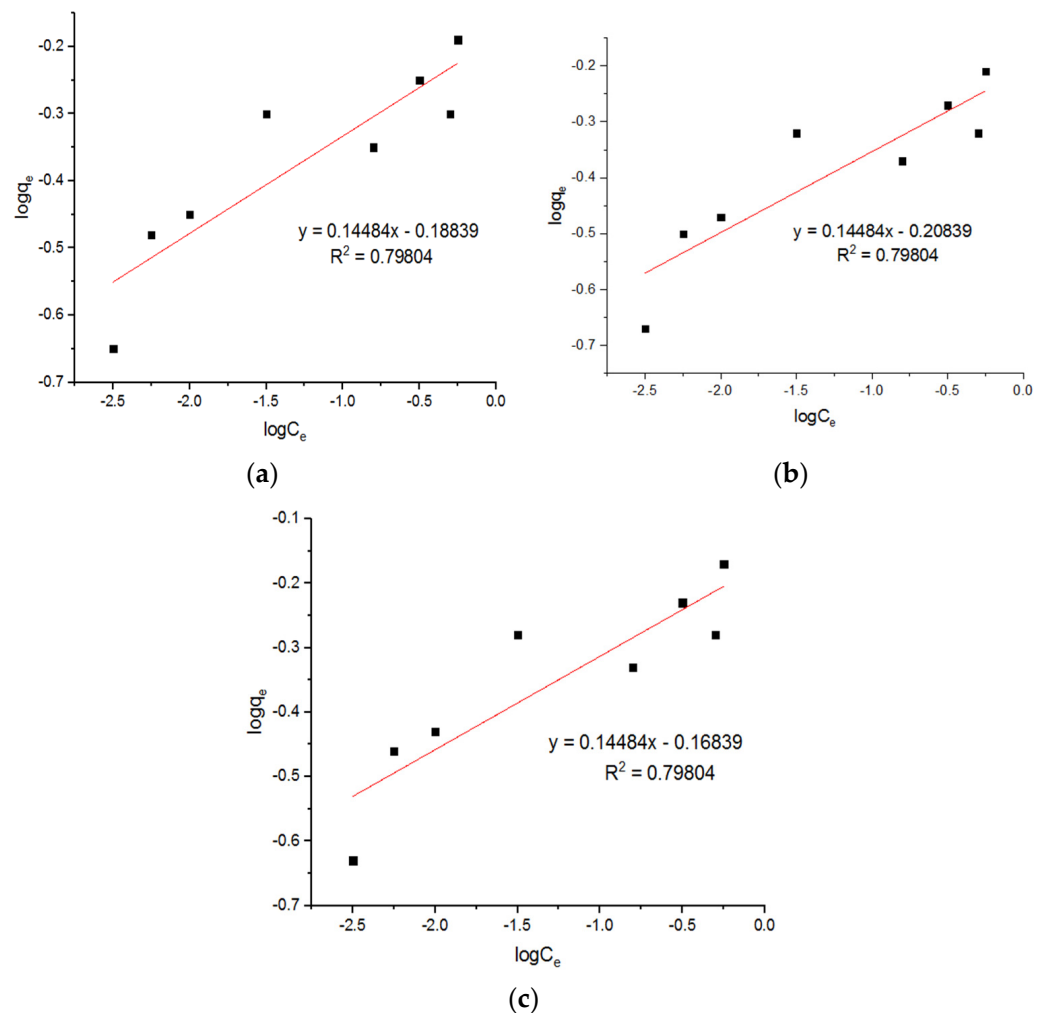 -0.2
-0.3
-0.4
-0.5
-0.6
-0.7
logqe
y = 0.14484x - 0.18839
R² = 0.79804
-2.5 -2.0 -1.5 -1.0 -0.5 0.0
logCe
(a)
-0.2
-0.3
-0.4
-0.5
-0.6
-0.7
logqe
y = 0.14484x - 0.20839
R² = 0.79804
-2.5 -2.0 -1.5 -1.0 -0.5 0.0
logCe
(b)
-0.1
-0.2
-0.3
-0.4
-0.5
-0.6
-0.7
logqe
y = 0.14484x - 0.16839
R² = 0.79804
-2.5 -2.0 -1.5 -1.0 -0.5 0.0
logCe
(c)